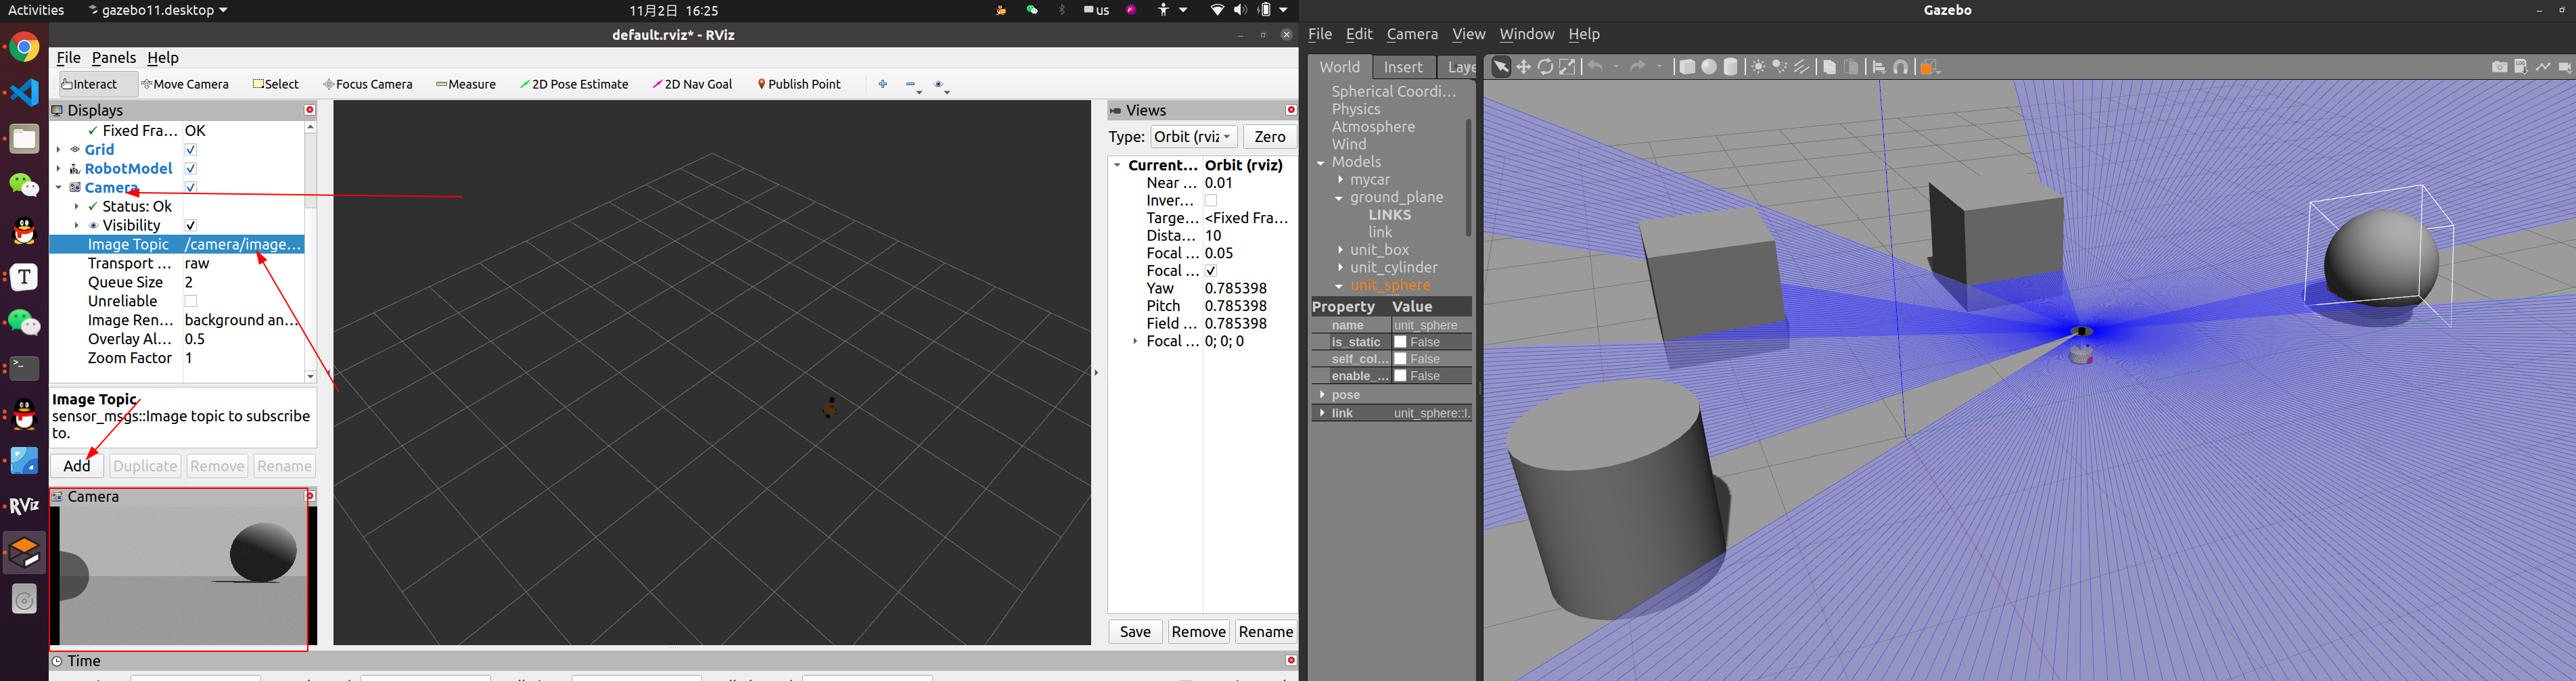 Activities
gazebo11.desktop
11月2日 16:25
us
default.rviz* - RViz
File Panels Help
Interact Move Camera Select Focus Camera Measure 2D Pose Estimate 2D Nav Goal Publish Point
Displays
Fixed Fra... OK
Grid
RobotModel
Camera
Status: Ok
Visibility
Image Topic /camera/image...
Transport ... raw
Queue Size 2
Unreliable
Image Ren... background an...
Overlay Al... 0.5
Zoom Factor 1
Image Topic
sensor_msgs::Image topic to subscribe
to.
Add Duplicate Remove Rename
Camera
RViz
Time
Views
Type: Orbit (rviz Zero
Current... Orbit (rviz)
Near ... 0.01
Inver...
Targe... <Fixed Fra...
Dista... 10
Focal ... 0.05
Focal ...
Yaw 0.785398
Pitch 0.785398
Field ... 0.785398
Focal ... 0; 0; 0
Save Remove Rename
Gazebo
File Edit Camera View Window Help
World Insert Laye
Spherical Coordi...
Physics
Atmosphere
Wind
Models
mycar
ground_plane
LINKS
link
unit_box
unit_cylinder
unit_sphere
Property Value
name unit_sphere
is_static False
self_col... False
enable_... False
pose
link unit_sphere::l...